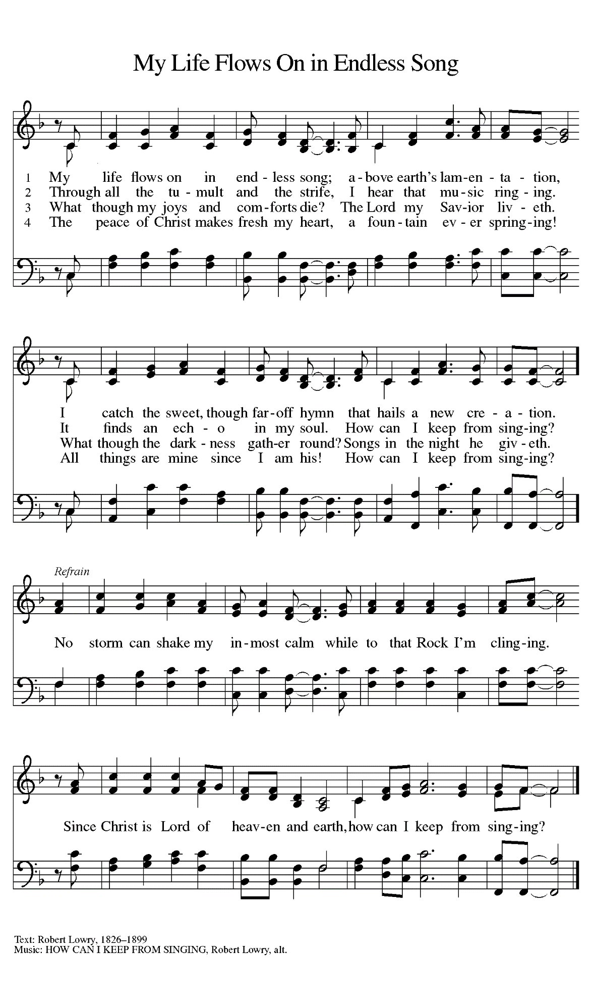 My Life Flows On in Endless Song
1 My life flows on in end - less song; a - bove earth's lam - en - ta - tion,
2 Through all the tu - mult and the strife, I hear that mu - sic ring - ing.
3 What though my joys and com - forts die? The Lord my Sav - ior liv - eth.
4 The peace of Christ makes fresh my heart, a foun - tain ev - er spring - ing!
I catch the sweet, though far - off hymn that hails a new cre - a - tion.
It finds an ech - o in my soul. How can I keep from sing - ing?
What though the dark - ness gath - er round? Songs in the night he giv - eth.
All things are mine since I am his! How can I keep from sing - ing?
Refrain
No storm can shake my in - most calm while to that Rock I'm cling - ing.
Since Christ is Lord of heav - en and earth, how can I keep from sing - ing?
Text: Robert Lowry, 1826–1899
Music: HOW CAN I KEEP FROM SINGING, Robert Lowry, alt.